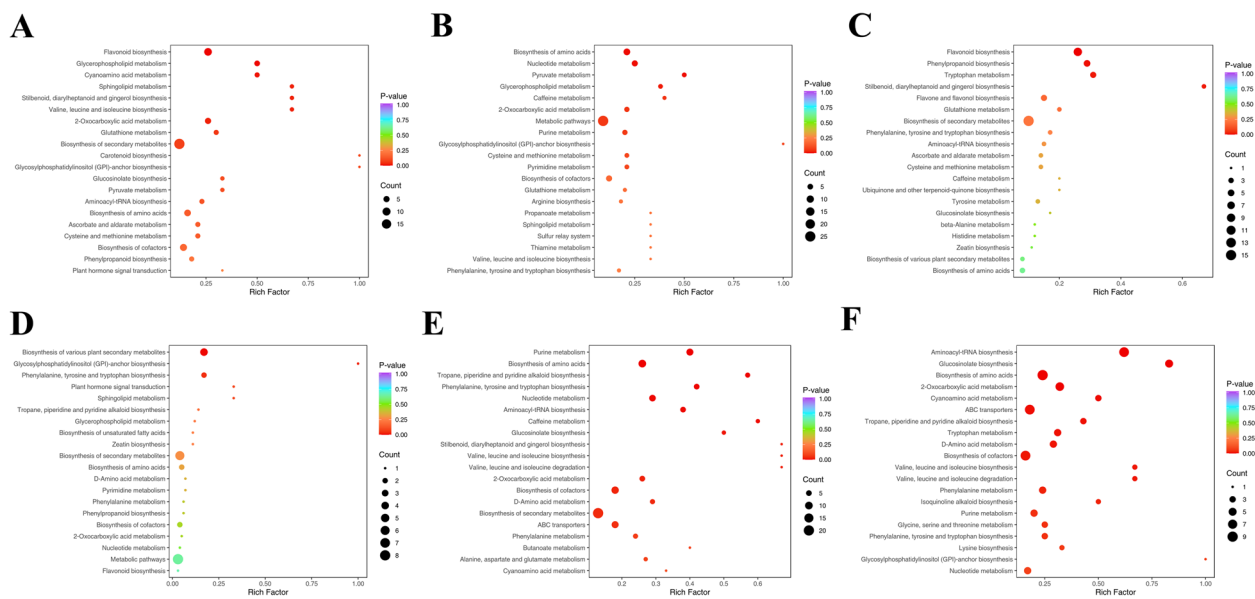 A
Flavonoid biosynthesis
Glycerophospholipid metabolism
Cyanoamino acid metabolism
Sphingolipid metabolism
Stilbenoid, diarylheptanoid and gingerol biosynthesis
Valine, leucine and isoleucine biosynthesis
2-Oxocarboxylic acid metabolism
Glutathione metabolism
Biosynthesis of secondary metabolites
Carotenoid biosynthesis
Glycosylphosphatidylinositol (GPI)-anchor biosynthesis
Glucosinolate biosynthesis
Pyruvate metabolism
Aminoacyl-tRNA biosynthesis
Biosynthesis of amino acids
Ascorbate and aldarate metabolism
Cysteine and methionine metabolism
Biosynthesis of cofactors
Phenylpropanoid biosynthesis
Plant hormone signal transduction
0.25 0.50 0.75 1.00
Rich Factor
P-value
1.00
0.75
0.50
0.25
0.00
Count
5
10
15
B
Biosynthesis of amino acids
Nucleotide metabolism
Pyruvate metabolism
Glycerophospholipid metabolism
Caffeine metabolism
2-Oxocarboxylic acid metabolism
Metabolic pathways
Purine metabolism
Glycosylphosphatidylinositol (GPI)-anchor biosynthesis
Cysteine and methionine metabolism
Pyrimidine metabolism
Biosynthesis of cofactors
Glutathione metabolism
Arginine biosynthesis
Propanoate metabolism
Sphingolipid metabolism
Sulfur relay system
Thiamine metabolism
Valine, leucine and isoleucine biosynthesis
Phenylalanine, tyrosine and tryptophan biosynthesis
0.25 0.50 0.75 1.00
Rich Factor
P-value
1.00
0.75
0.50
0.25
0.00
Count
5
10
15
20
25
C
Flavonoid biosynthesis
Phenylpropanoid biosynthesis
Tryptophan metabolism
Stilbenoid, diarylheptanoid and gingerol biosynthesis
Flavone and flavonol biosynthesis
Glutathione metabolism
Biosynthesis of secondary metabolites
Phenylalanine, tyrosine and tryptophan biosynthesis
Aminoacyl-tRNA biosynthesis
Ascorbate and aldarate metabolism
Cysteine and methionine metabolism
Caffeine metabolism
Ubiquinone and other terpenoid-quinone biosynthesis
Tyrosine metabolism
Glucosinolate biosynthesis
beta-Alanine metabolism
Histidine metabolism
Zeatin biosynthesis
Biosynthesis of various plant secondary metabolites
Biosynthesis of amino acids
0.2 0.4 0.6
Rich Factor
P-value
1.00
0.75
0.50
0.25
0.00
Count
1
3
5
7
9
11
13
15
D
Biosynthesis of various plant secondary metabolites
Glycosylphosphatidylinositol (GPI)-anchor biosynthesis
Phenylalanine, tyrosine and tryptophan biosynthesis
Plant hormone signal transduction
Sphingolipid metabolism
Tropane, piperidine and pyridine alkaloid biosynthesis
Glycerophospholipid metabolism
Biosynthesis of unsaturated fatty acids
Zeatin biosynthesis
Biosynthesis of secondary metabolites
Biosynthesis of amino acids
D-Amino acid metabolism
Pyrimidine metabolism
Phenylalanine metabolism
Phenylpropanoid biosynthesis
Biosynthesis of cofactors
2-Oxocarboxylic acid metabolism
Nucleotide metabolism
Metabolic pathways
Flavonoid biosynthesis
0.00 0.25 0.50 0.75 1.00
Rich Factor
P-value
1.00
0.75
0.50
0.25
0.00
Count
1
2
3
4
5
6
7
8
E
Purine metabolism
Biosynthesis of amino acids
Tropane, piperidine and pyridine alkaloid biosynthesis
Phenylalanine, tyrosine and tryptophan biosynthesis
Nucleotide metabolism
Aminoacyl-tRNA biosynthesis
Caffeine metabolism
Glucosinolate biosynthesis
Stilbenoid, diarylheptanoid and gingerol biosynthesis
Valine, leucine and isoleucine biosynthesis
Valine, leucine and isoleucine degradation
2-Oxocarboxylic acid metabolism
Biosynthesis of cofactors
D-Amino acid metabolism
Biosynthesis of secondary metabolites
ABC transporters
Phenylalanine metabolism
Butanoate metabolism
Alanine, aspartate and glutamate metabolism
Cyanoamino acid metabolism
0.2 0.3 0.4 0.5 0.6
Rich Factor
P-value
1.00
0.75
0.50
0.25
0.00
Count
5
10
15
20
F
Aminoacyl-tRNA biosynthesis
Glucosinolate biosynthesis
Biosynthesis of amino acids
2-Oxocarboxylic acid metabolism
Cyanoamino acid metabolism
ABC transporters
Tropane, piperidine and pyridine alkaloid biosynthesis
Tryptophan metabolism
D-Amino acid metabolism
Biosynthesis of cofactors
Valine, leucine and isoleucine biosynthesis
Valine, leucine and isoleucine degradation
Phenylalanine metabolism
Isoquinoline alkaloid biosynthesis
Purine metabolism
Glycine, serine and threonine metabolism
Phenylalanine, tyrosine and tryptophan biosynthesis
Lysine biosynthesis
Glycosylphosphatidylinositol (GPI)-anchor biosynthesis
Nucleotide metabolism
0.25 0.50 0.75 1.00
Rich Factor
P-value
1.00
0.75
0.50
0.25
0.00
Count
1
3
5
7
9